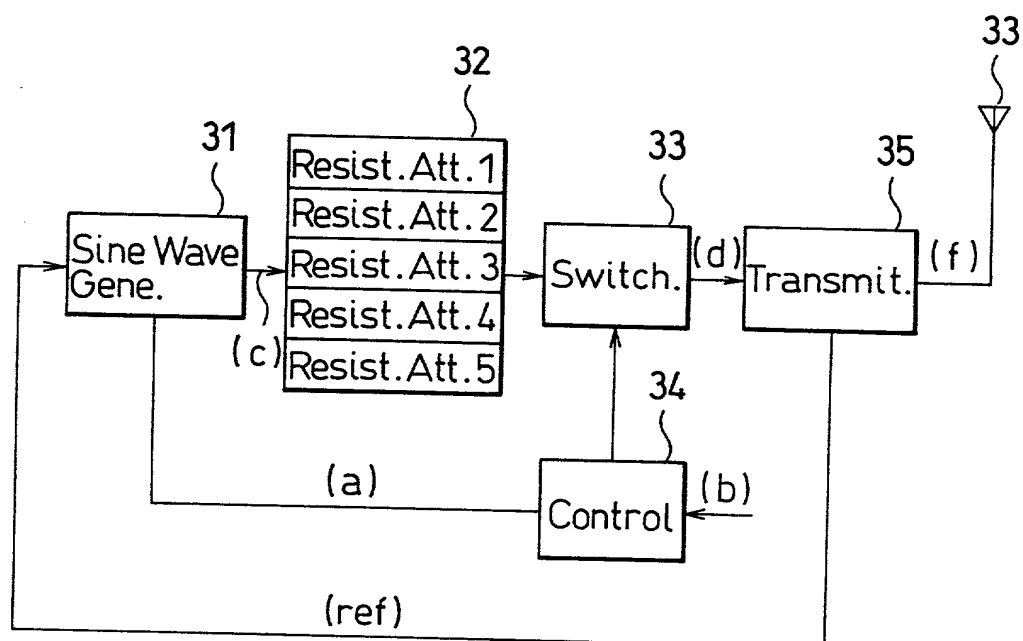 33
32
31
33
35
Resist.Att.1
Resist.Att.2
Resist.Att.3
Resist.Att.4
Resist.Att.5
Sine Wave
Gene.
(c)
Switch.
(d)
Transmit.
(f)
34
(a)
Control
(b)
(ref)